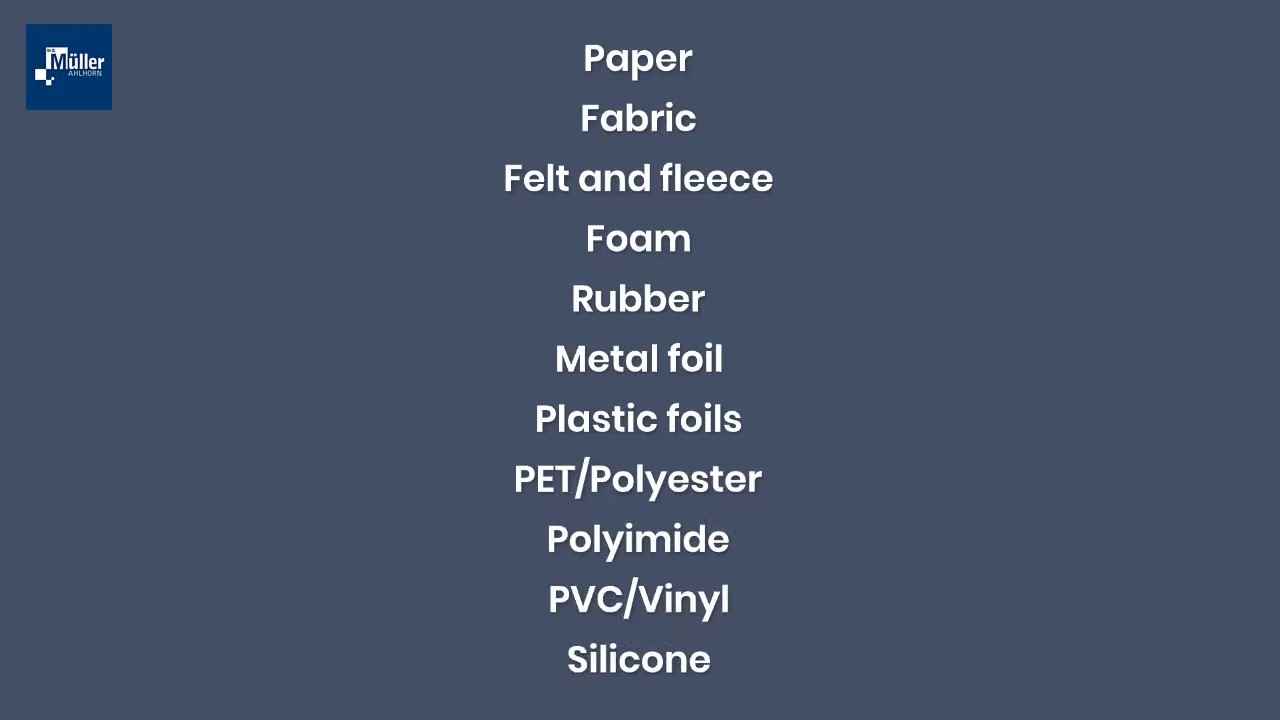 Müller
AHLHORN
Paper
Fabric
Felt and fleece
Foam
Rubber
Metal foil
Plastic foils
PET/Polyester
Polyimide
PVC/Vinyl
Silicone